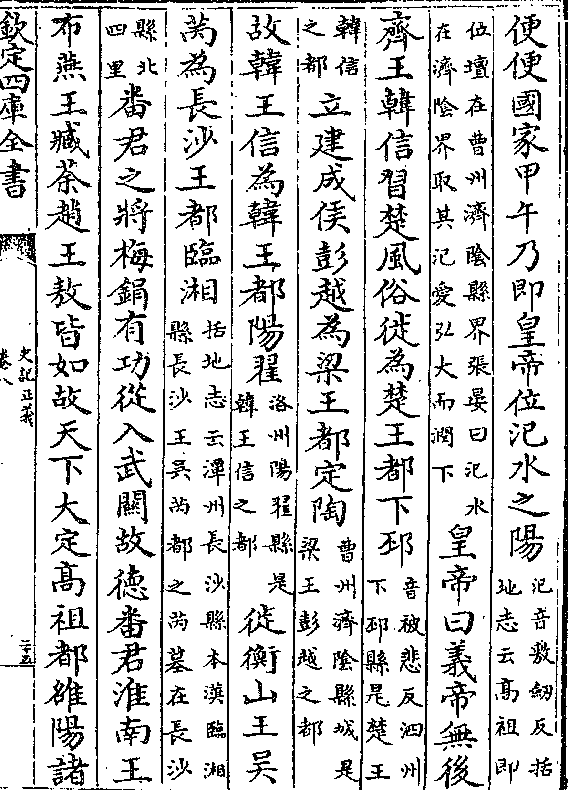 便便國家甲午乃即皇帝位汜水之陽汜音敷劒反括地志云髙祖即
位壇在曹州濟隂縣界張晏曰汜水在濟隂界取其汜愛弘大而潤下皇帝曰義帝無後
齊王韓信習楚風俗徙為楚王都下邳音被悲反泗州下邳縣是楚王
韓信之都立建成侯彭越為梁王都定陶曹州濟隂縣城是梁王彭越之都
故韓王信為韓王都陽翟洛州陽翟縣是韓王信之都徙衡山王吳
芮為長沙王都臨湘括地志云潭州長沙縣本漢臨湘縣長沙王吳芮都之芮墓在長沙
縣北四里番君之將梅鋗有功從入武關故德番君淮南王
布燕王臧荼趙王敖皆如故天下大定髙祖都雒陽諸
欽定四庫全書
史記正義
卷八
二十五